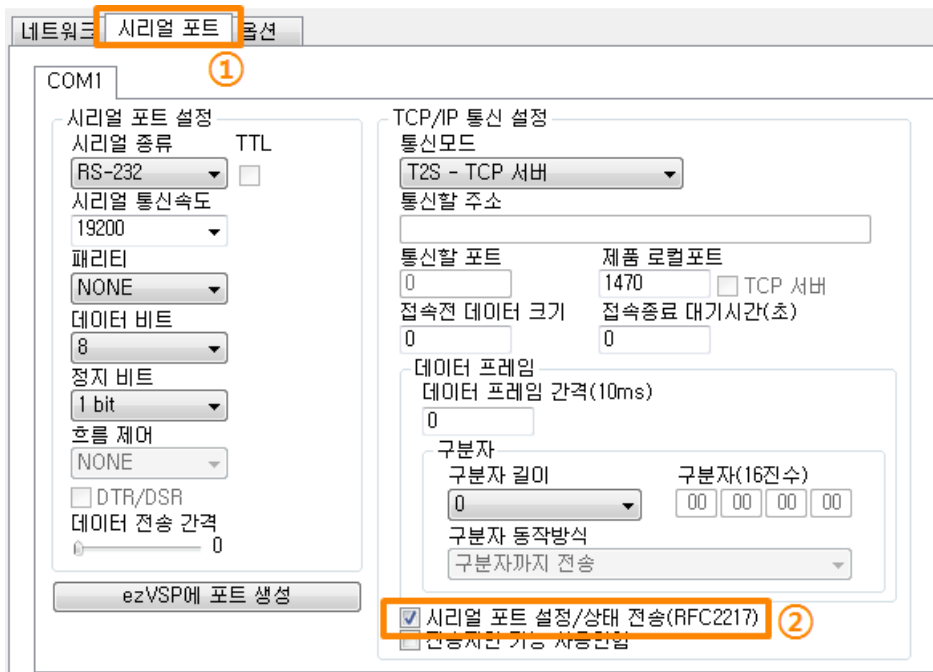 네트워크 시리얼 포트 옵션
①
COM1
시리얼 포트 설정
시리얼 종류 TTL
RS-232
시리얼 통신속도
19200
패리티
NONE
데이터 비트
8
정지 비트
1 bit
흐름 제어
NONE
DTR/DSR
데이터 전송 간격
0
ezVSP에 포트 생성
TCP/IP 통신 설정
통신모드
T2S - TCP 서버
통신할 주소
통신할 포트 제품 로컬포트
0 1470 TCP 서버
접속전 데이터 크기 접속종료 대기시간(초)
0 0
데이터 프레임
데이터 프레임 간격(10ms)
0
구분자
구분자 길이 구분자(16진수)
0 00 00 00 00
구분자 동작방식
구분자까지 전송
시리얼 포트 설정/상태 전송(RFC2217) ②